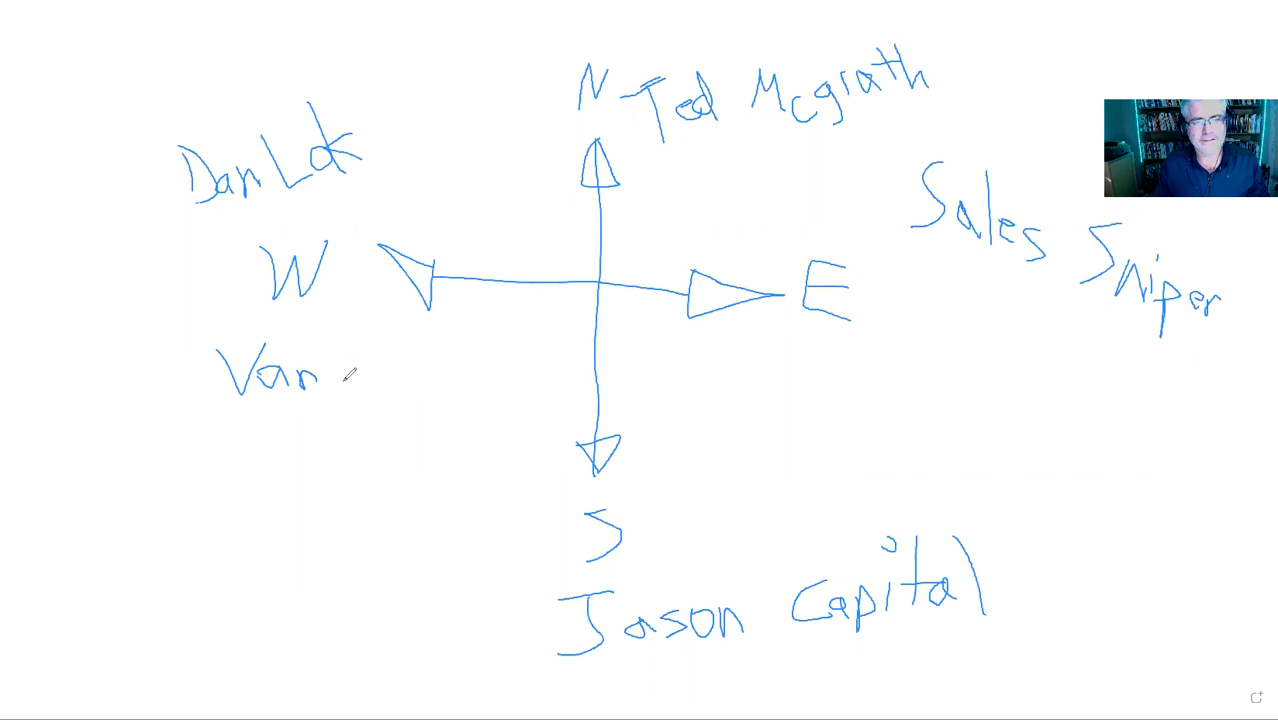 N Ted Mcgrath
Dan Lok
Sales Sniper
W
E
Van
S
Jason Capital